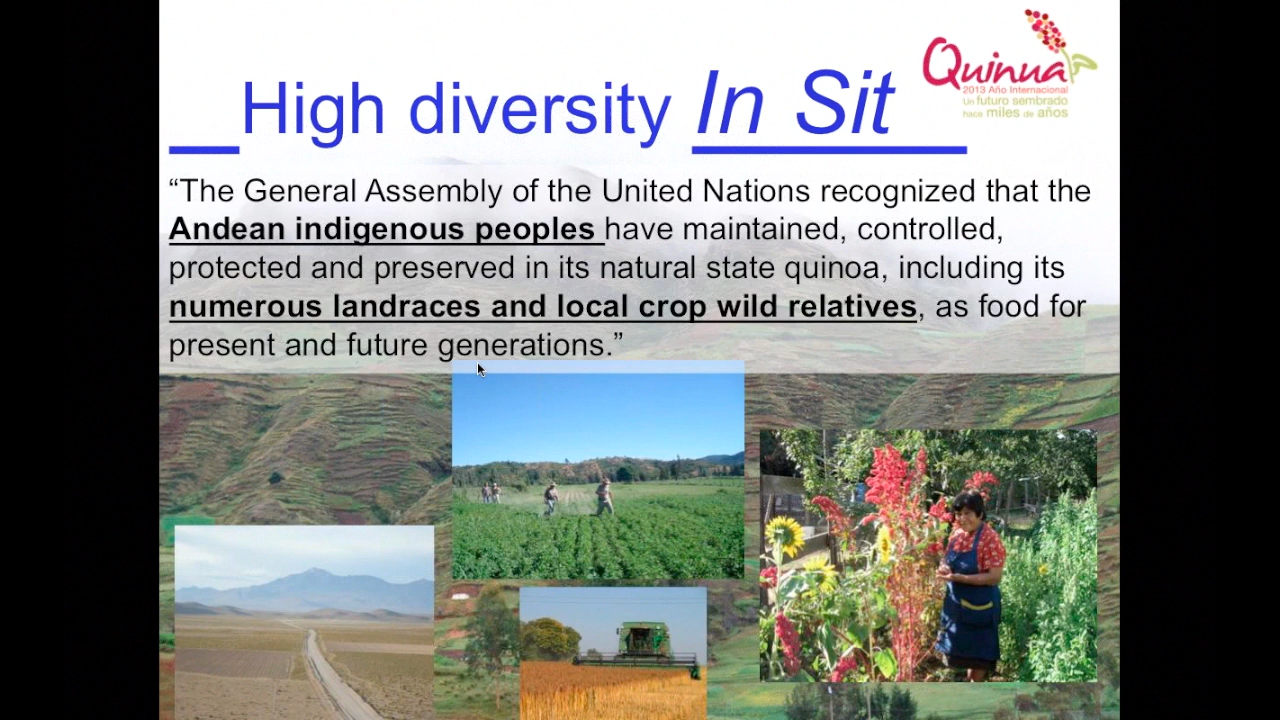 High diversity In Sit
Quinua
2013 Año Internacional
Un futuro sembrado
hace miles de años
“The General Assembly of the United Nations recognized that the
Andean indigenous peoples have maintained, controlled,
protected and preserved in its natural state quinoa, including its
numerous landraces and local crop wild relatives, as food for
present and future generations.”